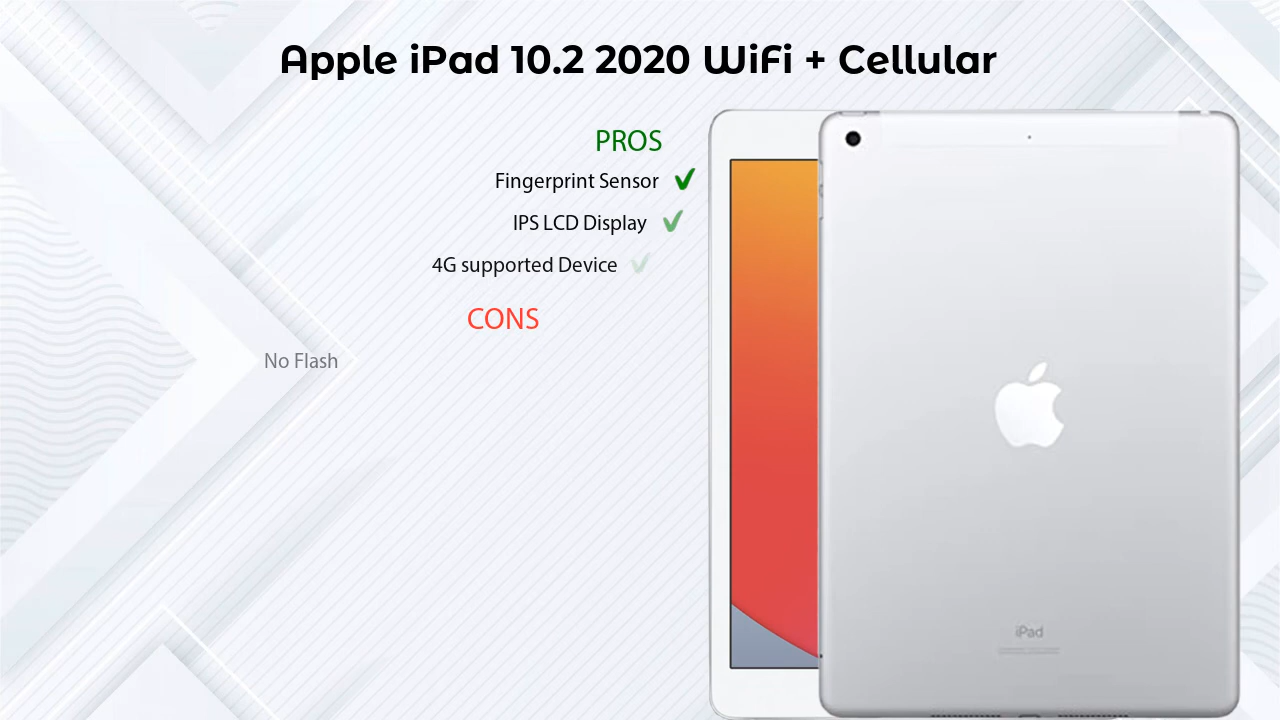 Apple iPad 10.2 2020 WiFi + Cellular
PROS
Fingerprint Sensor
IPS LCD Display
4G supported Device
CONS
No Flash
iPad